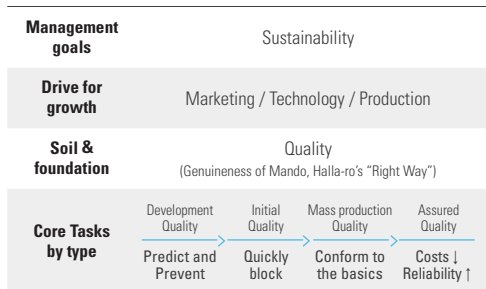 Management
goals
Sustainability
Drive for
growth
Marketing / Technology / Production
Soil &
foundation
Quality
(Genuineness of Mando, Halla-ro's "Right Way")
Core Tasks
by type
Development
Quality
Initial
Quality
Mass production
Quality
Assured
Quality
Predict and
Prevent
Quickly
block
Conform to
the basics
Costs ↓
Reliability ↑